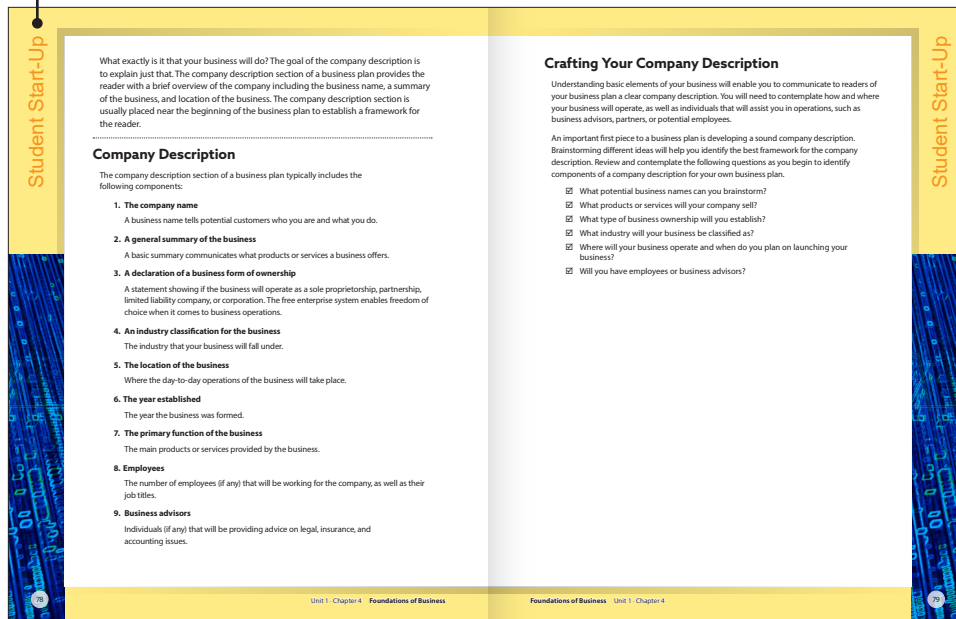 Student Start-Up
What exactly is it that your business will do? The goal of the company description is
to explain just that. The company description section of a business plan provides the
reader with a brief overview of the company including the business name, a summary
of the business, and location of the business. The company description section is
usually placed near the beginning of the business plan to establish a framework for
the reader.
Company Description
The company description section of a business plan typically includes the
following components:
1. The company name
A business name tells potential customers who you are and what you do.
2. A general summary of the business
A basic summary communicates what products or services a business offers.
3. A declaration of a business form of ownership
A statement showing if the business will operate as a sole proprietorship, partnership,
limited liability company, or corporation. The free enterprise system enables freedom of
choice when it comes to business operations.
4. An industry classification for the business
The industry that your business will fall under.
5. The location of the business
Where the day-to-day operations of the business will take place.
6. The year established
The year the business was formed.
7. The primary function of the business
The main products or services provided by the business.
8. Employees
The number of employees (if any) that will be working for the company, as well as their
job titles.
9. Business advisors
Individuals (if any) that will be providing advice on legal, insurance, and
accounting issues.
78
Unit 1 · Chapter 4 Foundations of Business
Crafting Your Company Description
Understanding basic elements of your business will enable you to communicate to readers of
your business plan a clear company description. You will need to contemplate how and where
your business will operate, as well as individuals that will assist you in operations, such as
business advisors, partners, or potential employees.
An important first piece to a business plan is developing a sound company description.
Brainstorming different ideas will help you identify the best framework for the company
description. Review and contemplate the following questions as you begin to identify
components of a company description for your own business plan.
☑ What potential business names can you brainstorm?
☑ What products or services will your company sell?
☑ What type of business ownership will you establish?
☑ What industry will your business be classified as?
☑ Where will your business operate and when do you plan on launching your
business?
☑ Will you have employees or business advisors?
Foundations of Business Unit 1 · Chapter 4
79
Student Start-Up